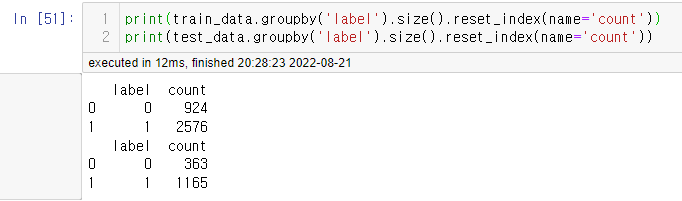 In [51]:
1 print(train_data.groupby('label').size().reset_index(name='count'))
2 print(test_data.groupby('label').size().reset_index(name='count'))
executed in 12ms, finished 20:28:23 2022-08-21
label count
0 0 924
1 1 2576
label count
0 0 363
1 1 1165